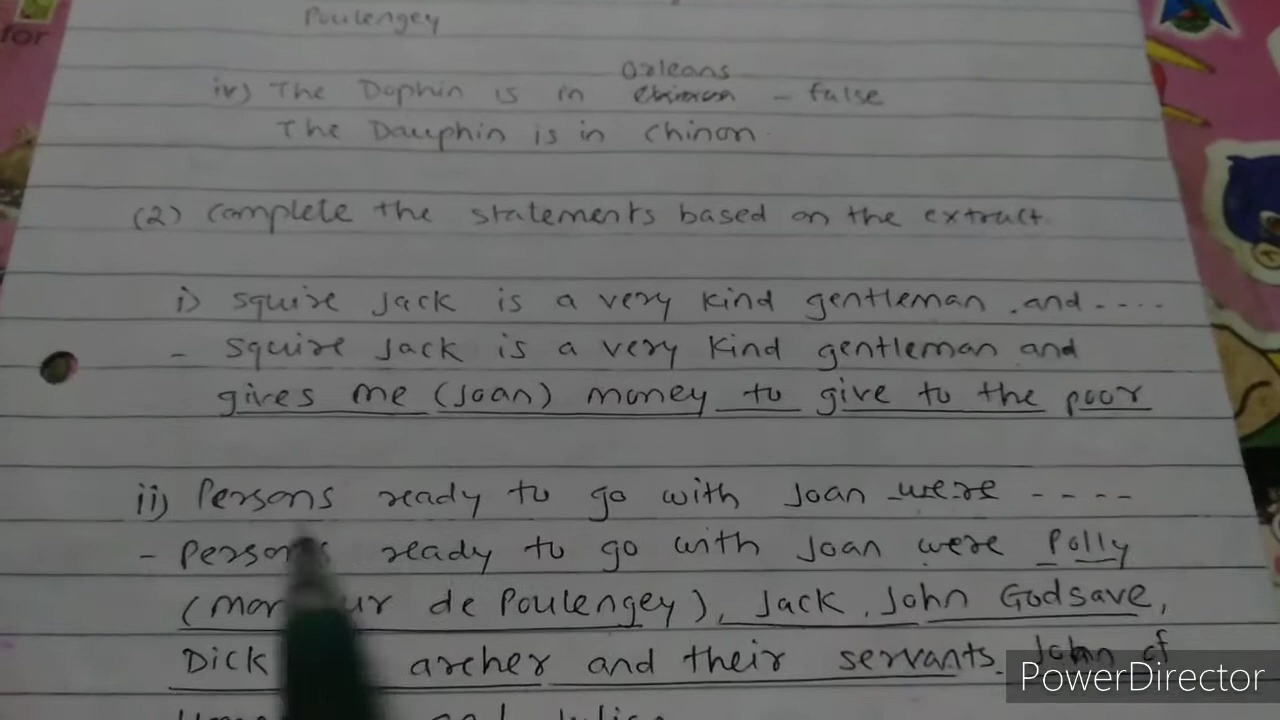 for
Poulengey
Orleans
iv) The Dophin is in - false
The Dauphin is in Chinon.
(2) Complete the statements based on the extract.
i) Squire Jack is a very kind gentleman and ....
- Squire Jack is a very kind gentleman and
gives me (Joan) money to give to the poor
ii) Persons ready to go with Joan were ----
- Persons ready to go with Joan were Polly
de Poulengey), Jack, John Godsave,
Dick archer and their servants John of
PowerDirector